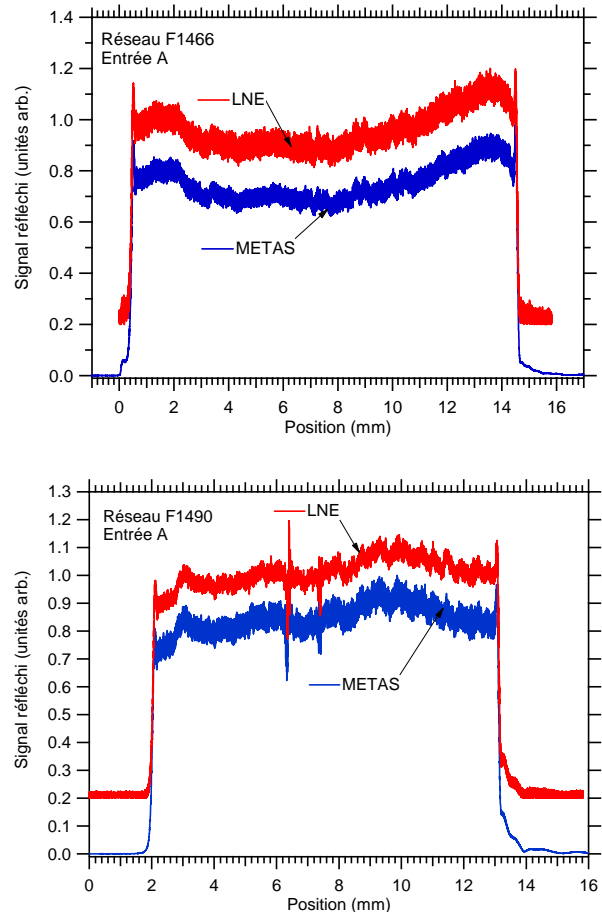 Réseau F1466
Entrée A
LNE
METAS
Signal réfléchi (unités arb.)
1.4
1.2
1.0
0.8
0.6
0.4
0.2
0.0
0 2 4 6 8 10 12 14 16
Position (mm)
Réseau F1490
Entrée A
LNE
METAS
Signal réfléchi (unités arb.)
1.3
1.2
1.1
1.0
0.9
0.8
0.7
0.6
0.5
0.4
0.3
0.2
0.1
0.0
0 2 4 6 8 10 12 14 16
Position (mm)